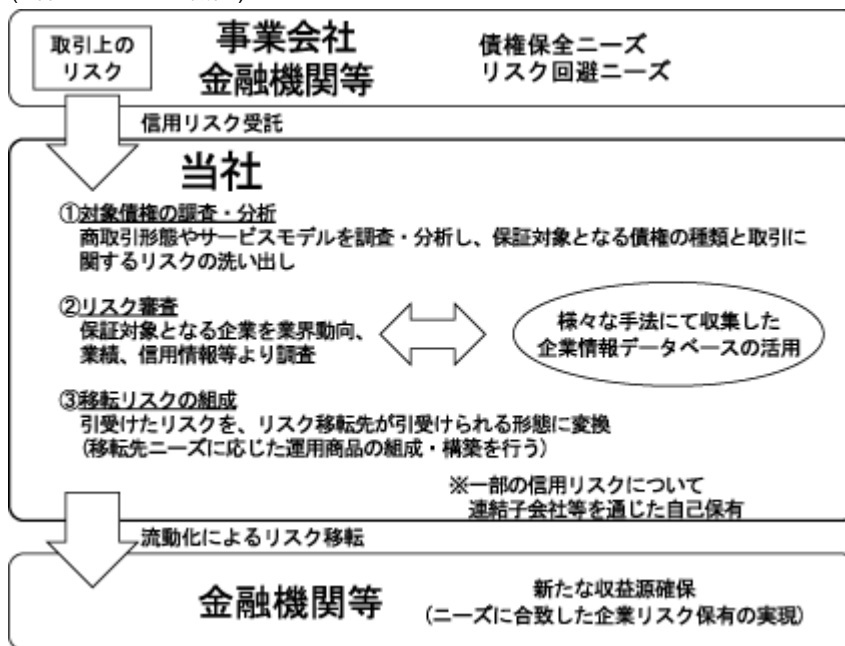 取引上の
リスク
事業会社
金融機関等
債権保全ニーズ
リスク回避ニーズ
信用リスク受託
当社
①対象債権の調査・分析
商取引形態やサービスモデルを調査・分析し、保証対象となる債権の種類と取引に
関するリスクの洗い出し
②リスク審査
保証対象となる企業を業界動向、
業績、信用情報等より調査
様々な手法にて収集した
企業情報データベースの活用
③移転リスクの組成
引受けたリスクを、リスク移転先が引受けられる形態に変換
(移転先ニーズに応じた運用商品の組成・構築を行う)
※一部の信用リスクについて
連結子会社等を通じた自己保有
流動化によるリスク移転
金融機関等
新たな収益源確保
(ニーズに合致した企業リスク保有の実現)